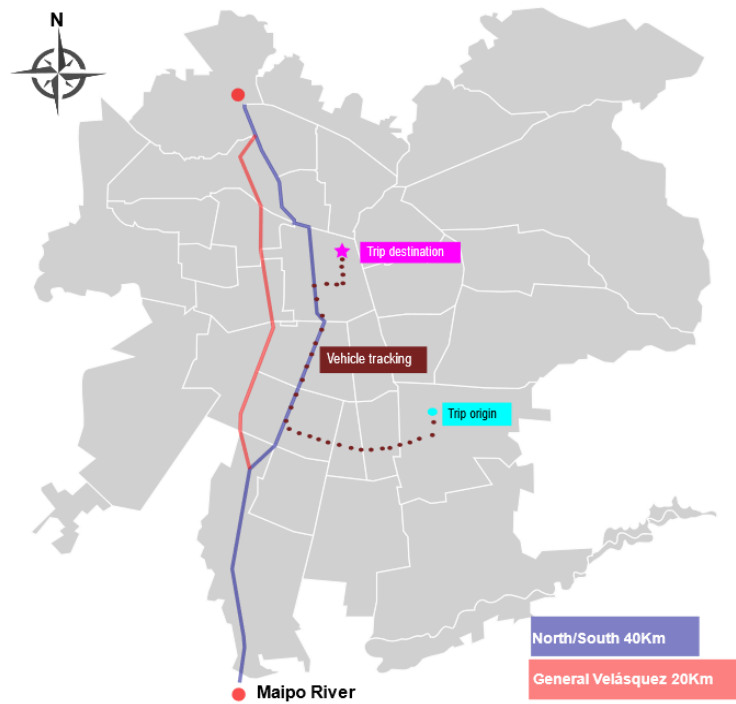 N
Trip destination
Vehicle tracking
Trip origin
North/South 40Km
General Velásquez 20Km
Maipo River